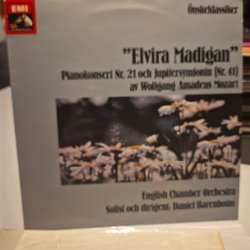 EMI
Önskeklassiker
"Elvira Madigan"
Pianokonsert Nr. 21 och Jupitersymfonin (Nr. 41)
av Wolfgang Amadeus Mozart
English Chamber Orchestra
Solist och dirigent, Daniel Barenboim